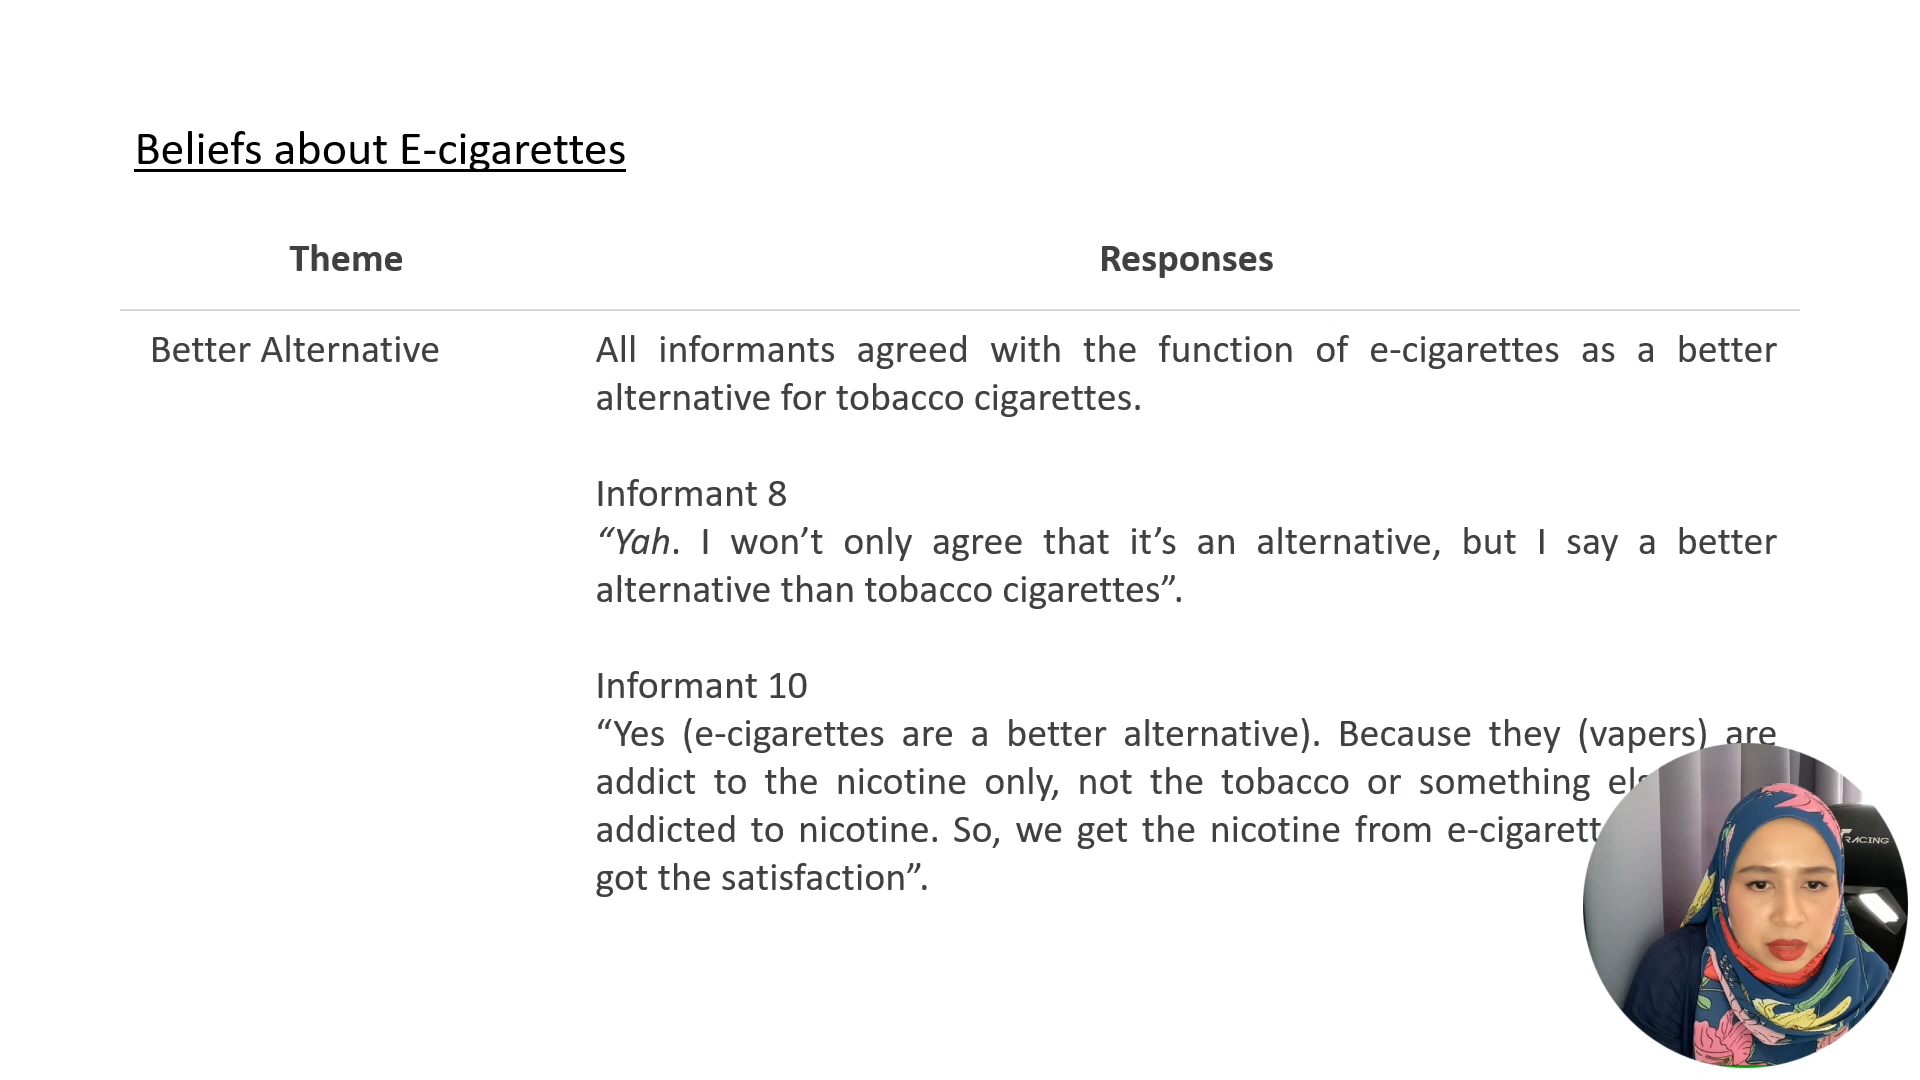 Beliefs about E-cigarettes
Theme
Responses
Better Alternative
All informants agreed with the function of e-cigarettes as a better
alternative for tobacco cigarettes.
Informant 8
“Yah. I won’t only agree that it’s an alternative, but I say a better
alternative than tobacco cigarettes”.
Informant 10
“Yes (e-cigarettes are a better alternative). Because they (vapers) are
addict to the nicotine only, not the tobacco or something
addicted to nicotine. So, we get the nicotine from
got the satisfaction”.
RACING